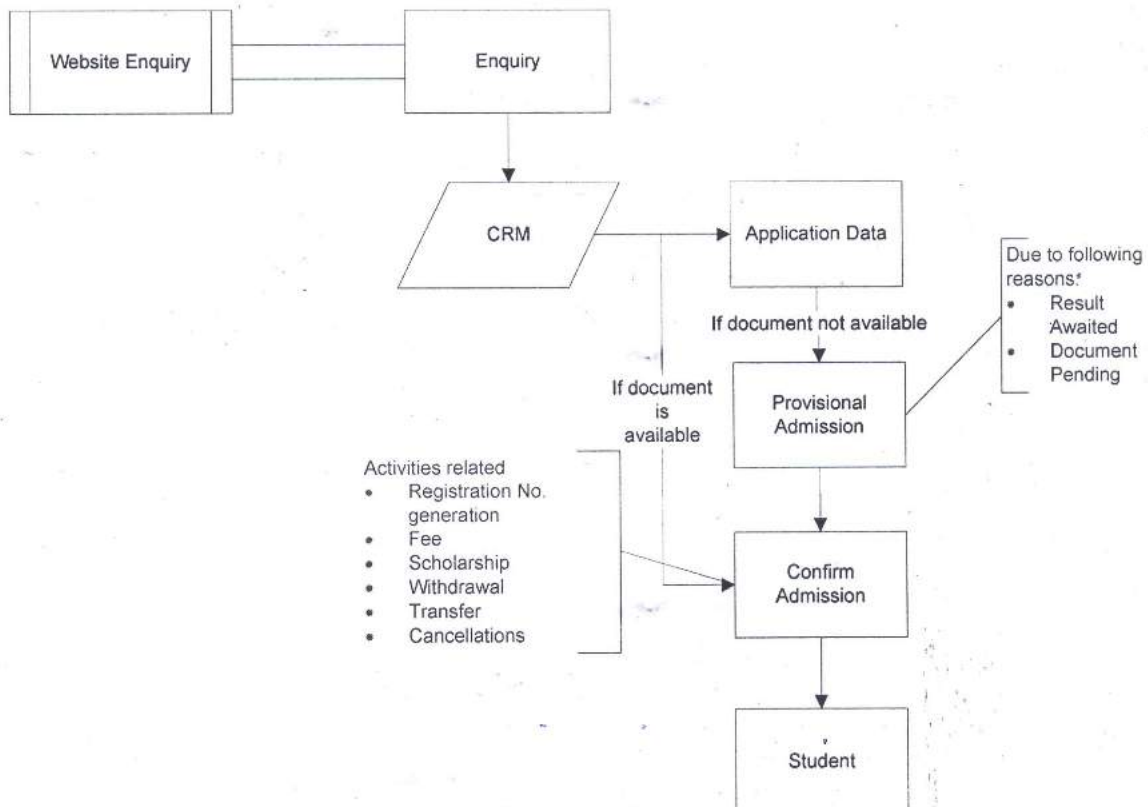 Website Enquiry
Enquiry
CRM
Application Data
Due to following
reasons:
• Result
Awaited
• Document
Pending
If document not available
If document
is
available
Provisional
Admission
Activities related
• Registration No.
generation
• Fee
• Scholarship
• Withdrawal
• Transfer
• Cancellations
Confirm
Admission
Student